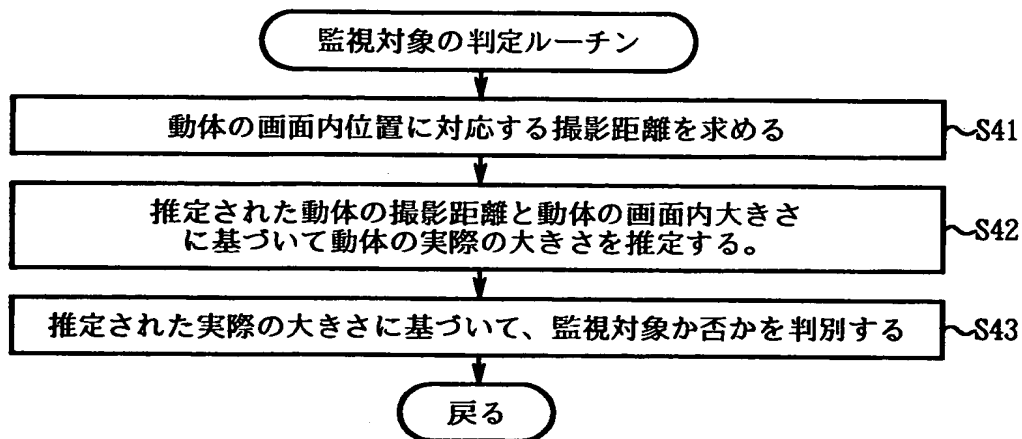 監視対象の判定ルーチン
動体の画面内位置に対応する撮影距離を求める
S41
推定された動体の撮影距離と動体の画面内大きさ
に基づいて動体の実際の大きさを推定する。
S42
推定された実際の大きさに基づいて、監視対象か否かを判別する
S43
戻る